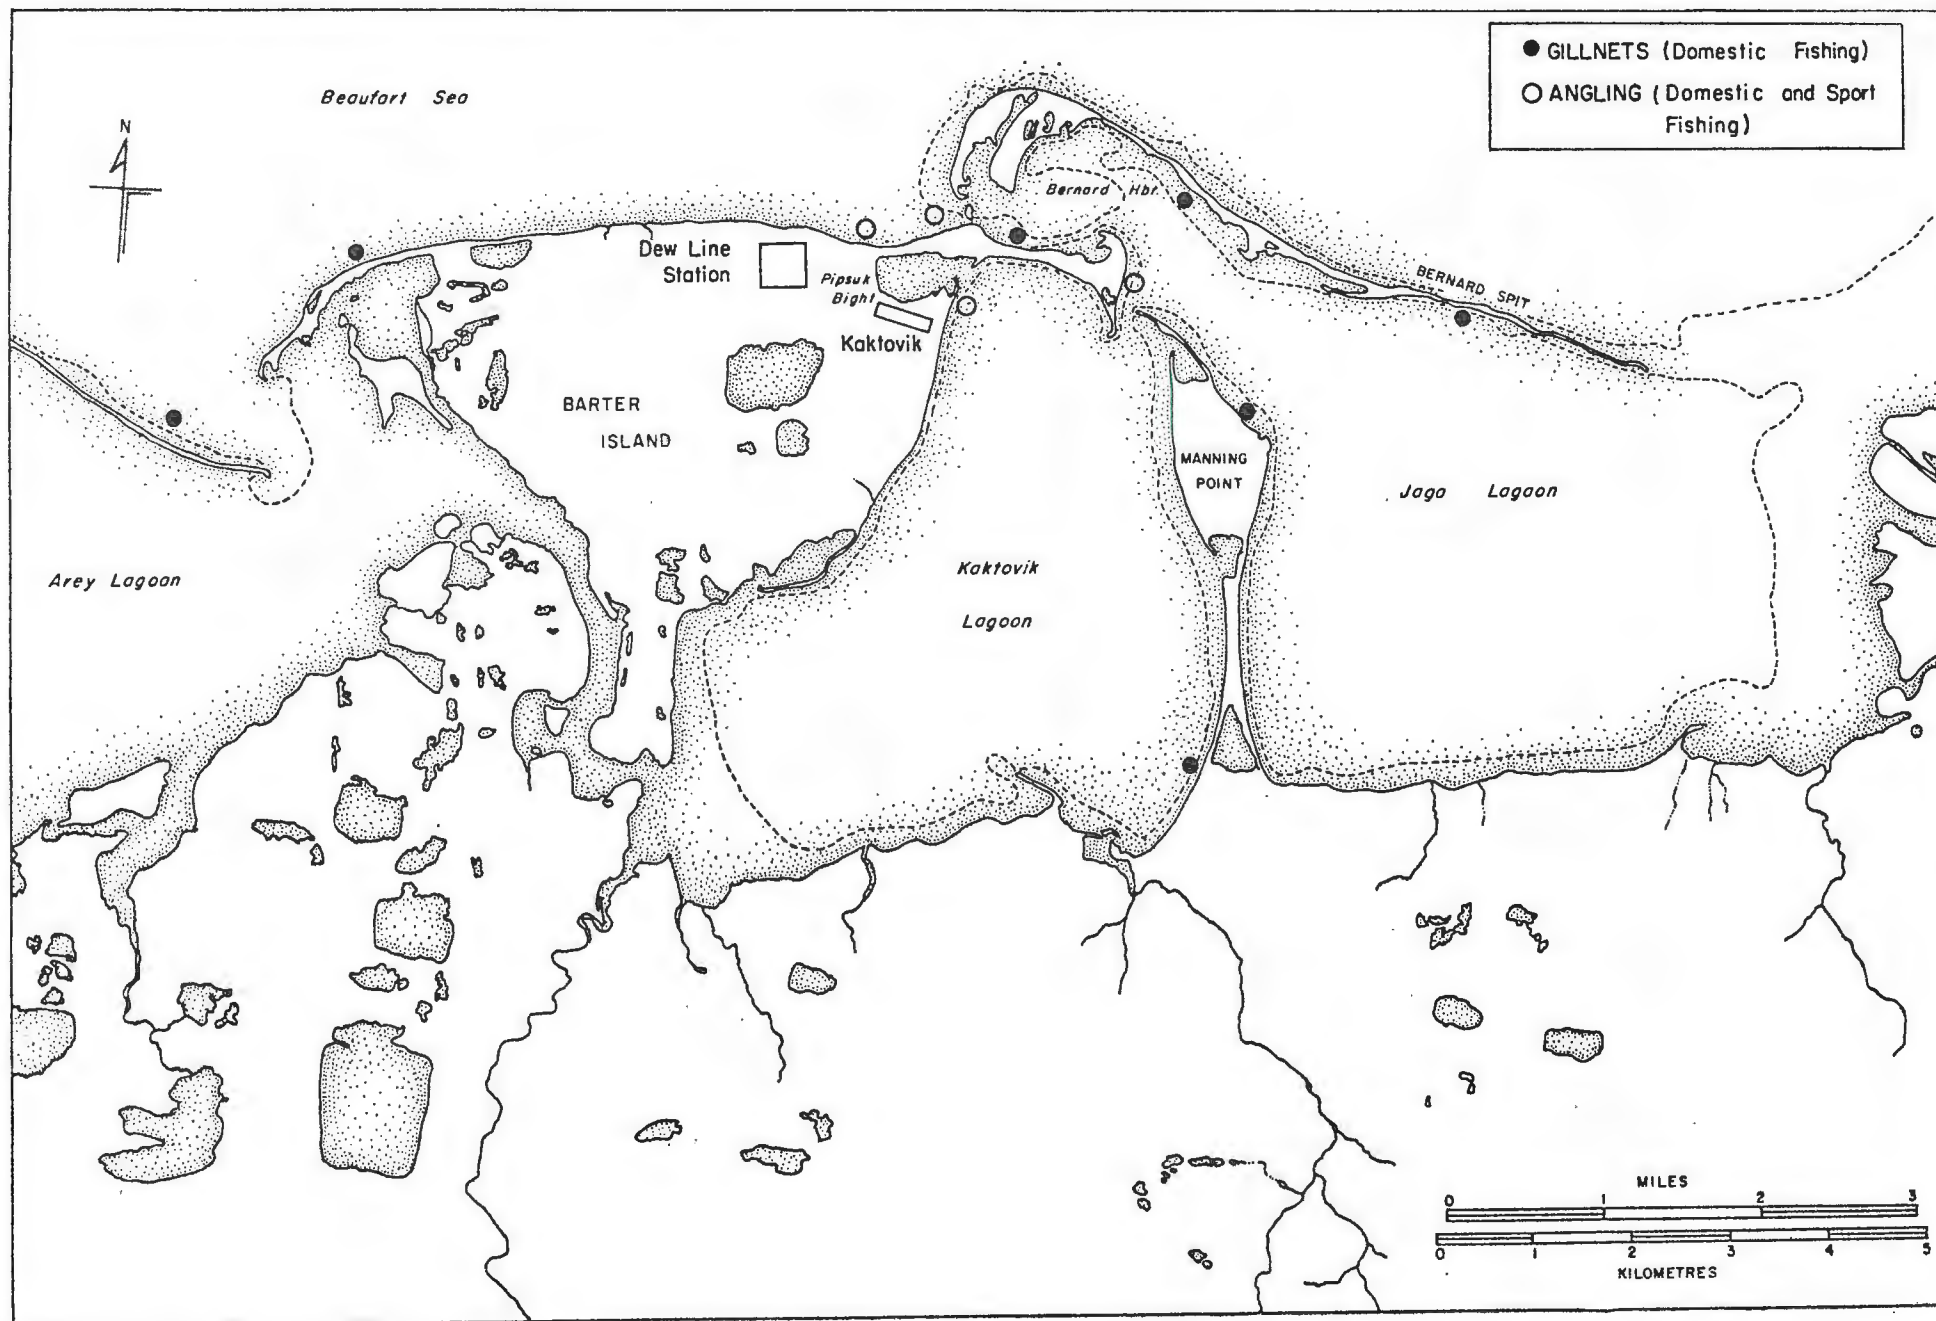 GILLNETS (Domestic Fishing)
ANGLING (Domestic and Sport
Fishing)
Beaufort Sea
N
Bernard Hbr.
Dew Line
Station
Pipsuk
Bight
Kaktovik
BERNARD SPIT
BARTER
ISLAND
MANNING
POINT
Jago Lagoon
Arey Lagoon
Kaktovik
Lagoon
MILES
0 1 2 3
0 1 2 3 4 5
KILOMETRES